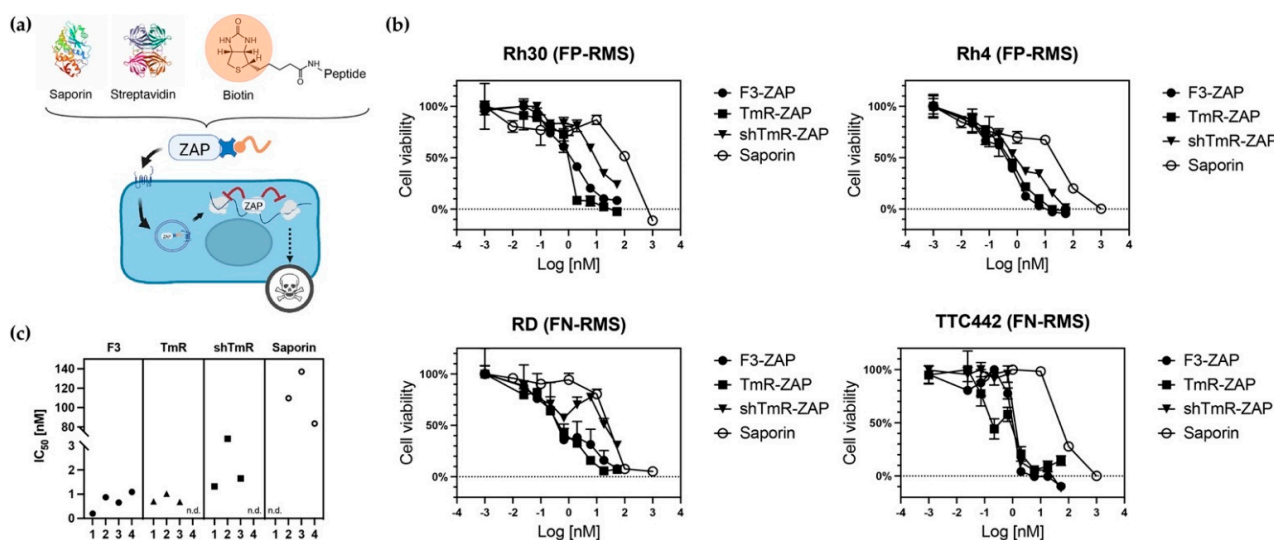 (a)
Saporin
Streptavidin
Biotin
O
HN
NH
H
H
S
O
NH
Peptide
ZAP
ZAP
ZAP
(b)
Rh30 (FP-RMS)
Cell viability
100%
50%
0%
-4 -3 -2 -1 0 1 2 3 4
Log [nM]
F3-ZAP
TmR-ZAP
shTmR-ZAP
Saporin
Rh4 (FP-RMS)
Cell viability
100%
50%
0%
-4 -3 -2 -1 0 1 2 3 4
Log [nM]
F3-ZAP
TmR-ZAP
shTmR-ZAP
Saporin
RD (FN-RMS)
Cell viability
100%
50%
0%
-4 -3 -2 -1 0 1 2 3 4
Log [nM]
F3-ZAP
TmR-ZAP
shTmR-ZAP
Saporin
TTC442 (FN-RMS)
Cell viability
100%
50%
0%
-4 -3 -2 -1 0 1 2 3 4
Log [nM]
F3-ZAP
TmR-ZAP
shTmR-ZAP
Saporin
(c)
F3 TmR shTmR Saporin
IC50 [nM]
140
120
100
80
3
2
1
0
n.d. n.d. n.d.
1 2 3 4 1 2 3 4 1 2 3 4 1 2 3 4